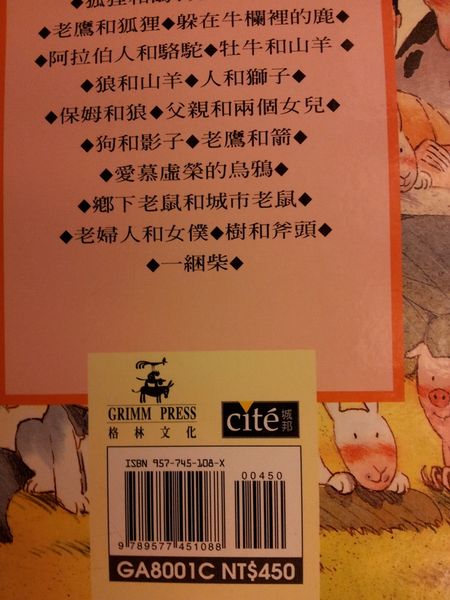 ◆老鷹和狐狸◆躲在牛欄裡的鹿
◆阿拉伯人和駱駝◆牡牛和山羊◆
◆狼和山羊◆人和獅子◆
◆保姆和狼◆父親和兩個女兒◆
◆狗和影子◆老鷹和箭◆
◆愛慕虛榮的烏鴉◆
◆鄉下老鼠和城市老鼠◆
◆老婦人和女僕◆樹和斧頭◆
◆一綑柴◆
GRIMM PRESS
格林文化
cité 城邦
ISBN 957-745-108-X
00450
9 789577 451088
GA8001C NT$450